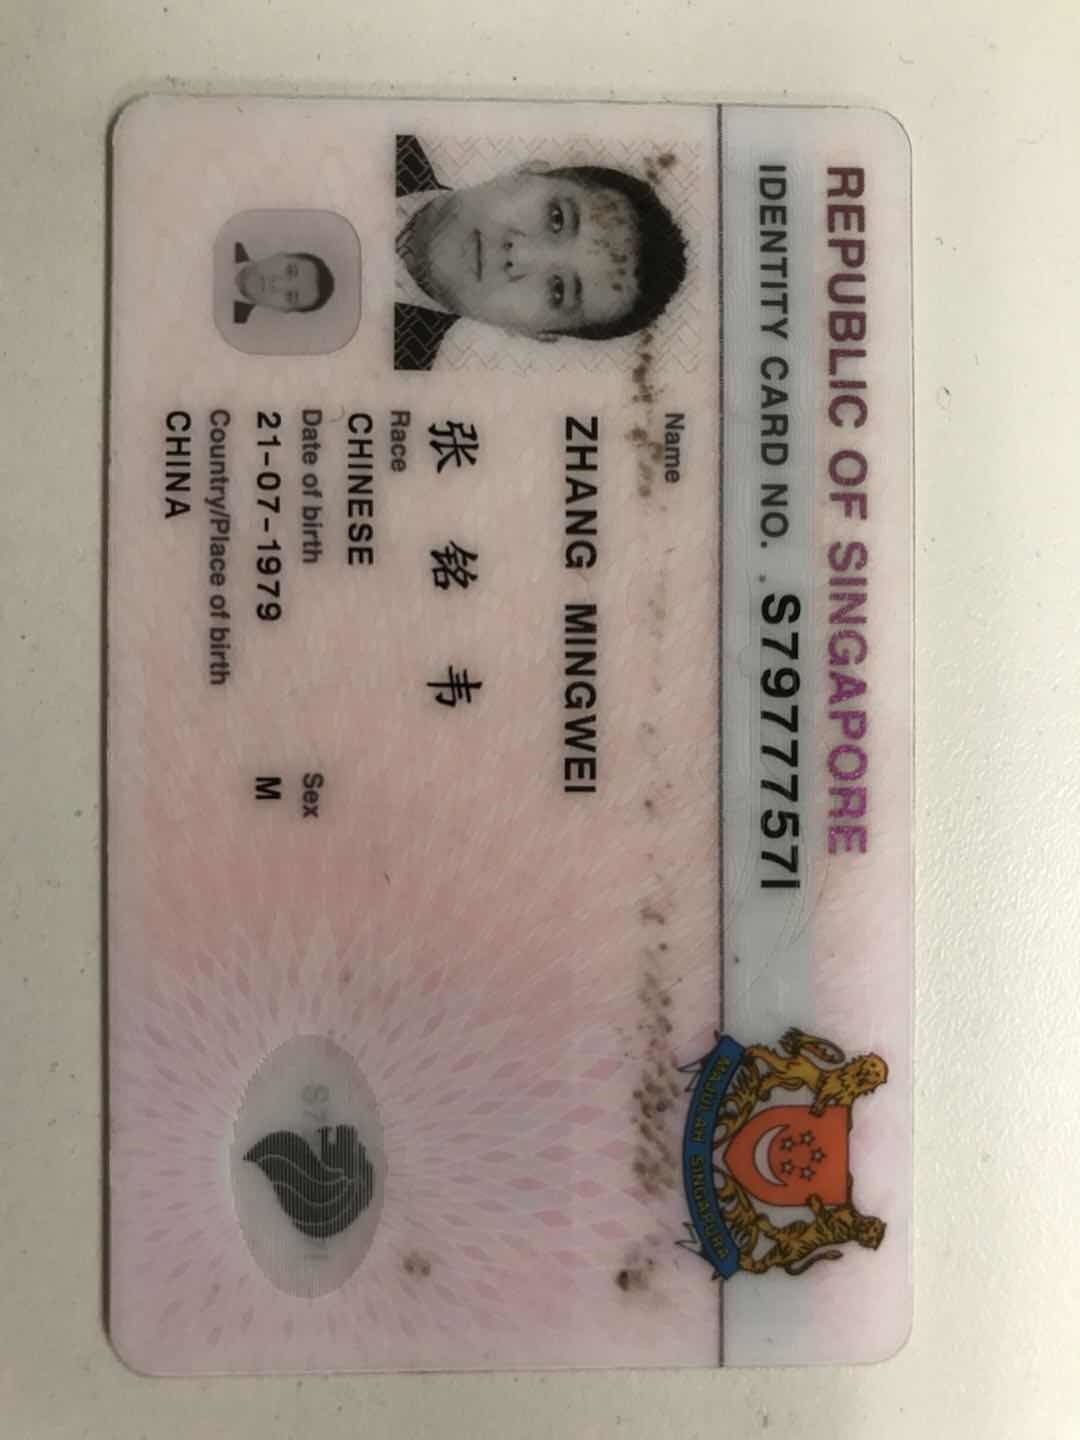 REPUBLIC OF SINGAPORE
IDENTITY CARD NO. S7977757I
Name
ZHANG MINGWEI
张 铭 韦
Race
CHINESE
Date of birth Sex
21-07-1979 M
Country/Place of birth
CHINA
MAJULAH SINGAPURA